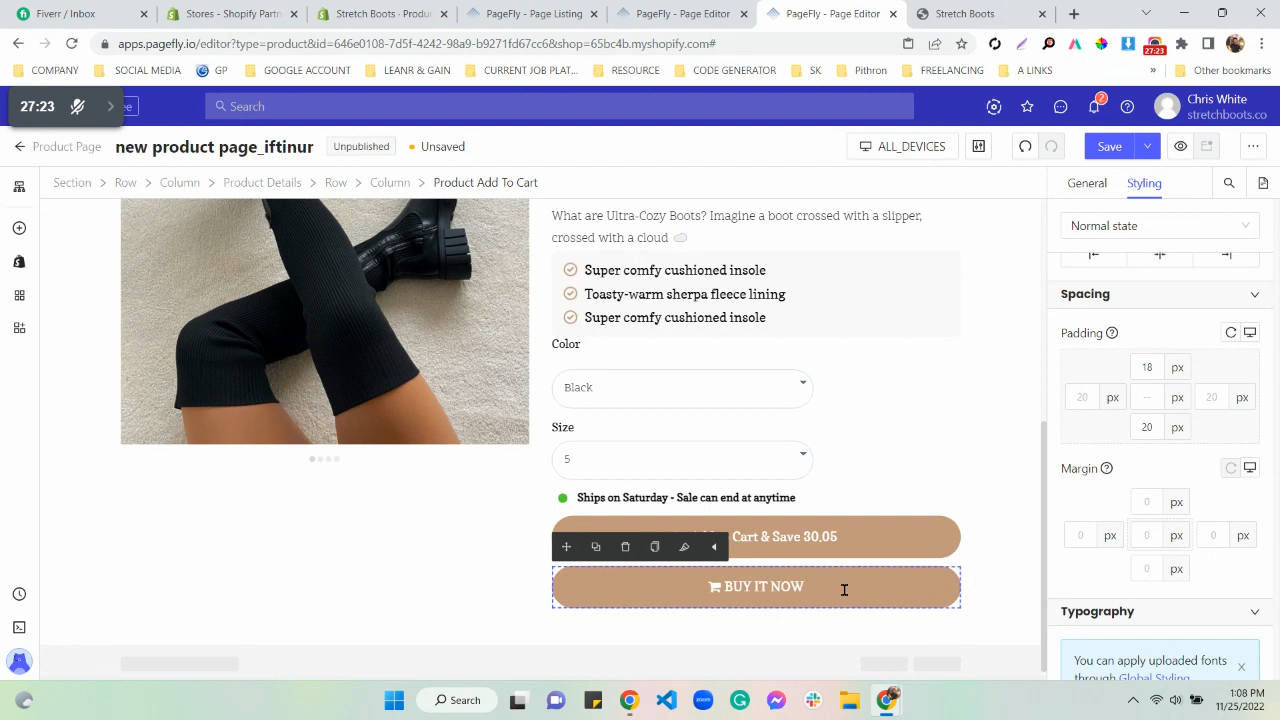 Fiverr / Inbox
Stores - Shopify Partn
Stretch Boots · Produc
PageFly - Page Listing
PageFly - Page Editor
PageFly - Page Editor
Stretch Boots
apps.pagefly.io/editor?type=product&id=646e0108-7d5f-4242-98a9-b9271fd67cc6&shop=65bc4b.myshopify.com#
27:23
COMPANY
SOCIAL MEDIA
GP
GOOGLE ACCOUNT
LEANR & GAIN
CURRENT JOB PLAT...
RESOURCE
CODE GENERATOR
SK
Pithron
FREELANCING
A LINKS
»
Other bookmarks
27:23
Search
2
Chris White
stretchboots.co
Product Page
new product page_iftinur
Unpublished
Unsaved
ALL_DEVICES
Save
Section > Row > Column > Product Details > Row > Column > Product Add To Cart
General
Styling
Normal state
What are Ultra-Cozy Boots? Imagine a boot crossed with a slipper,
crossed with a cloud
Super comfy cushioned insole
Toasty-warm sherpa fleece lining
Super comfy cushioned insole
Color
Black
Size
5
Ships on Saturday - Sale can end at anytime
Cart & Save 30.05
BUY IT NOW
Spacing
Padding
18 px
20 px
-- px
20 px
20 px
Margin
0 px
0 px
0 px
0 px
0 px
Typography
You can apply uploaded fonts
through Global Styling
Search
1:08 PM
11/25/2022